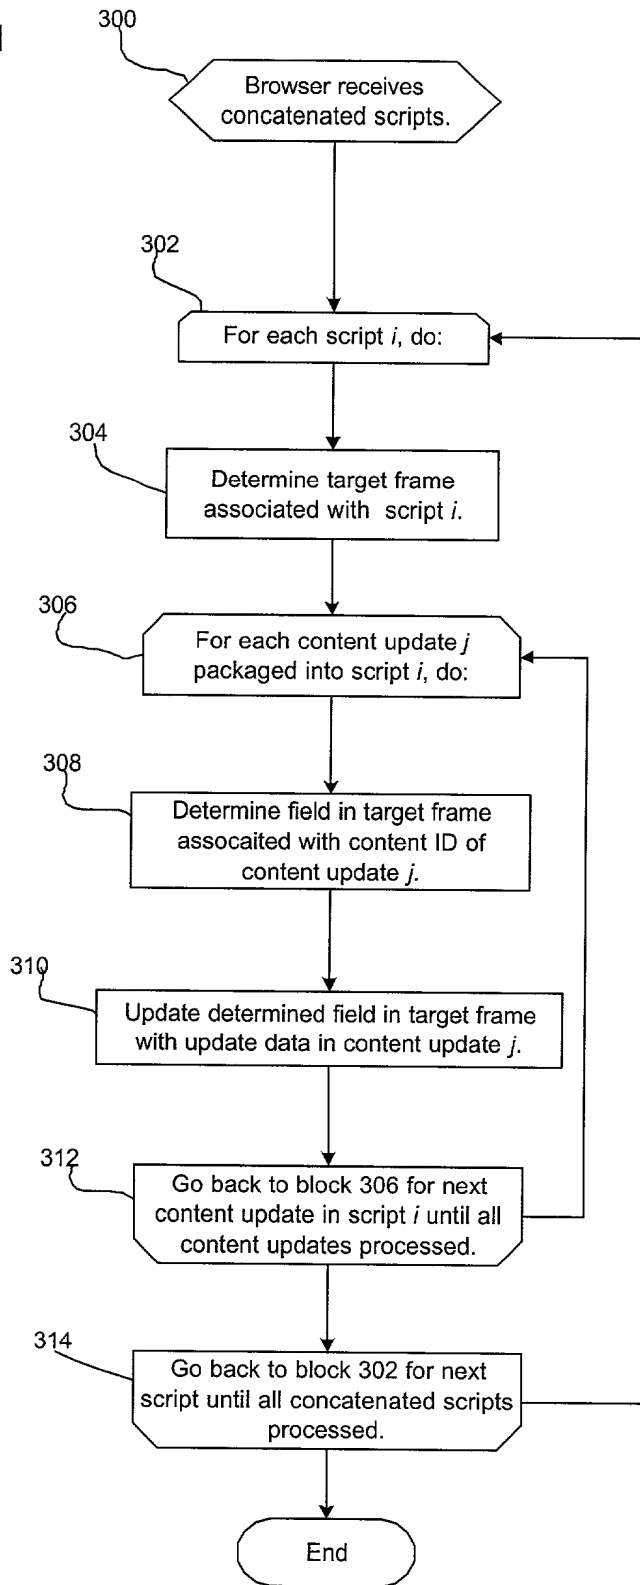 300
Browser receives
concatenated scripts.
302
For each script i, do:
304
Determine target frame
associated with script i.
306
For each content update j
packaged into script i, do:
308
Determine field in target frame
assocaited with content ID of
content update j.
310
Update determined field in target frame
with update data in content update j.
312
Go back to block 306 for next
content update in script i until all
content updates processed.
314
Go back to block 302 for next
script until all concatenated scripts
processed.
End